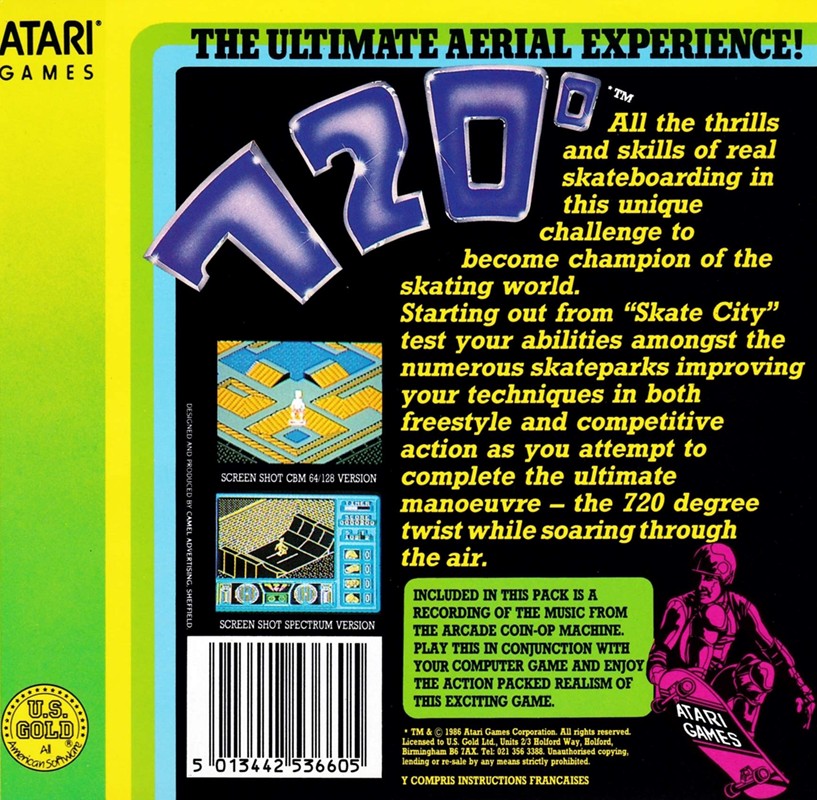 ATARI®
GAMES
THE ULTIMATE AERIAL EXPERIENCE!
720° *™
All the thrills
and skills of real
skateboarding in
this unique
challenge to
become champion of the
skating world.
Starting out from “Skate City”
test your abilities amongst the
numerous skateparks improving
your techniques in both
freestyle and competitive
action as you attempt to
complete the ultimate
manoeuvre – the 720 degree
twist while soaring through
the air.
SCREEN SHOT CBM 64/128 VERSION
SCREEN SHOT SPECTRUM VERSION
DESIGNED AND PRODUCED BY CAMEL ADVERTISING, SHEFFIELD
INCLUDED IN THIS PACK IS A
RECORDING OF THE MUSIC FROM
THE ARCADE COIN-OP MACHINE.
PLAY THIS IN CONJUNCTION WITH
YOUR COMPUTER GAME AND ENJOY
THE ACTION PACKED REALISM OF
THIS EXCITING GAME.
ATARI
GAMES
U.S.
GOLD®
All
American Software
5 013442 536605
* TM & © 1986 Atari Games Corporation. All rights reserved.
Licensed to U.S. Gold Ltd., Units 2/3 Holford Way, Holford,
Birmingham B6 7AX. Tel: 021 356 3388. Unauthorised copying,
lending or re-sale by any means strictly prohibited.
Y COMPRIS INSTRUCTIONS FRANCAISES